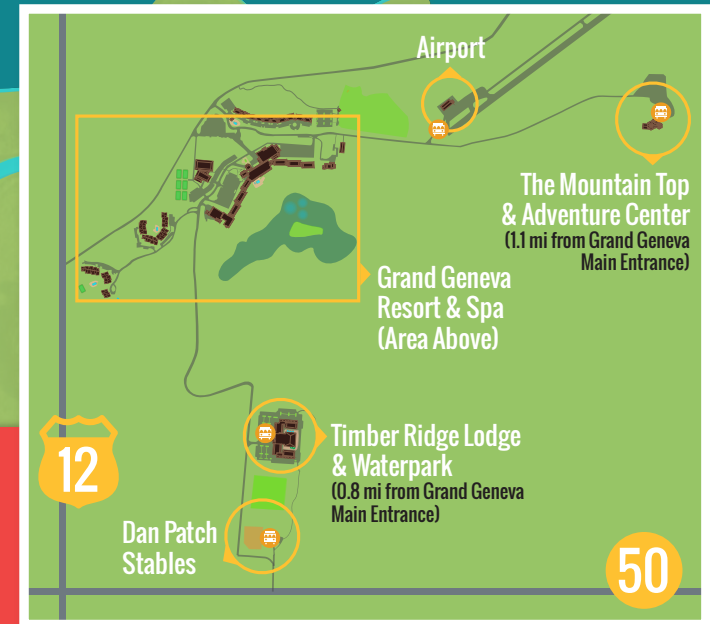 Airport
The Mountain Top
& Adventure Center
(1.1 mi from Grand Geneva
Main Entrance)
Grand Geneva
Resort & Spa
(Area Above)
12
Timber Ridge Lodge
& Waterpark
(0.8 mi from Grand Geneva
Main Entrance)
Dan Patch
Stables
50